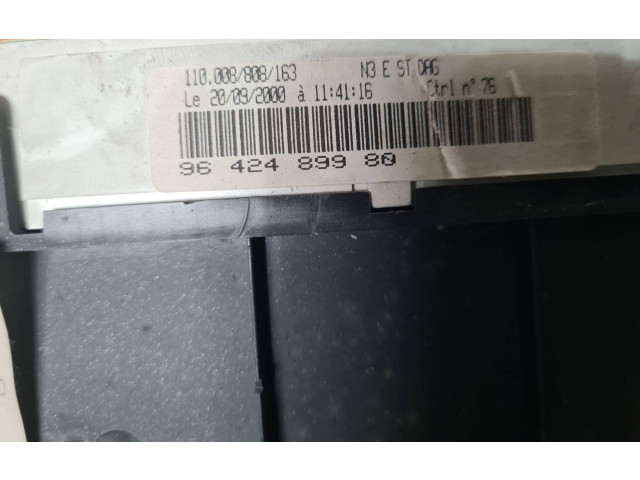 110.008/808/163 N3 E ST DAG
Le 20/09/2000 à 11:41:16 Ctrl n° 76
96 424 899 80